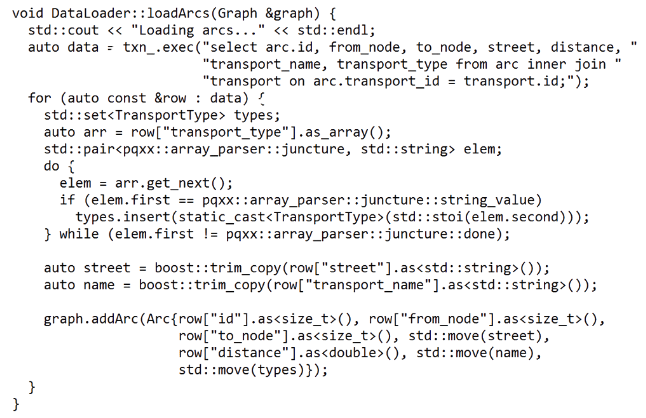 void DataLoader::loadArcs(Graph &graph) {
  std::cout << "Loading arcs..." << std::endl;
  auto data = txn_.exec("select arc.id, from_node, to_node, street, distance, "
                        "transport_name, transport_type from arc inner join "
                        "transport on arc.transport_id = transport.id;");
  for (auto const &row : data) {
    std::set<TransportType> types;
    auto arr = row["transport_type"].as_array();
    std::pair<pqxx::array_parser::juncture, std::string> elem;
    do {
      elem = arr.get_next();
      if (elem.first == pqxx::array_parser::juncture::string_value)
        types.insert(static_cast<TransportType>(std::stoi(elem.second)));
    } while (elem.first != pqxx::array_parser::juncture::done);

    auto street = boost::trim_copy(row["street"].as<std::string>());
    auto name = boost::trim_copy(row["transport_name"].as<std::string>());

    graph.addArc(Arc{row["id"].as<size_t>(), row["from_node"].as<size_t>(),
                     row["to_node"].as<size_t>(), std::move(street),
                     row["distance"].as<double>(), std::move(name),
                     std::move(types)});
  }
}